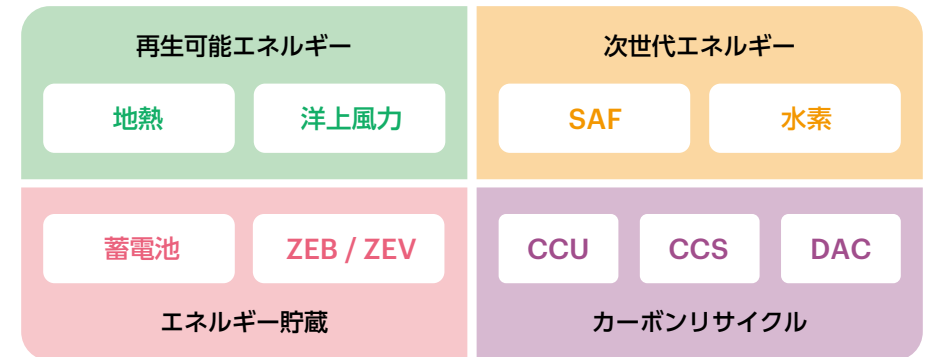 再生可能エネルギー
地熱
洋上風力
次世代エネルギー
SAF
水素
蓄電池
ZEB / ZEV
エネルギー貯蔵
CCU
CCS
DAC
カーボンリサイクル